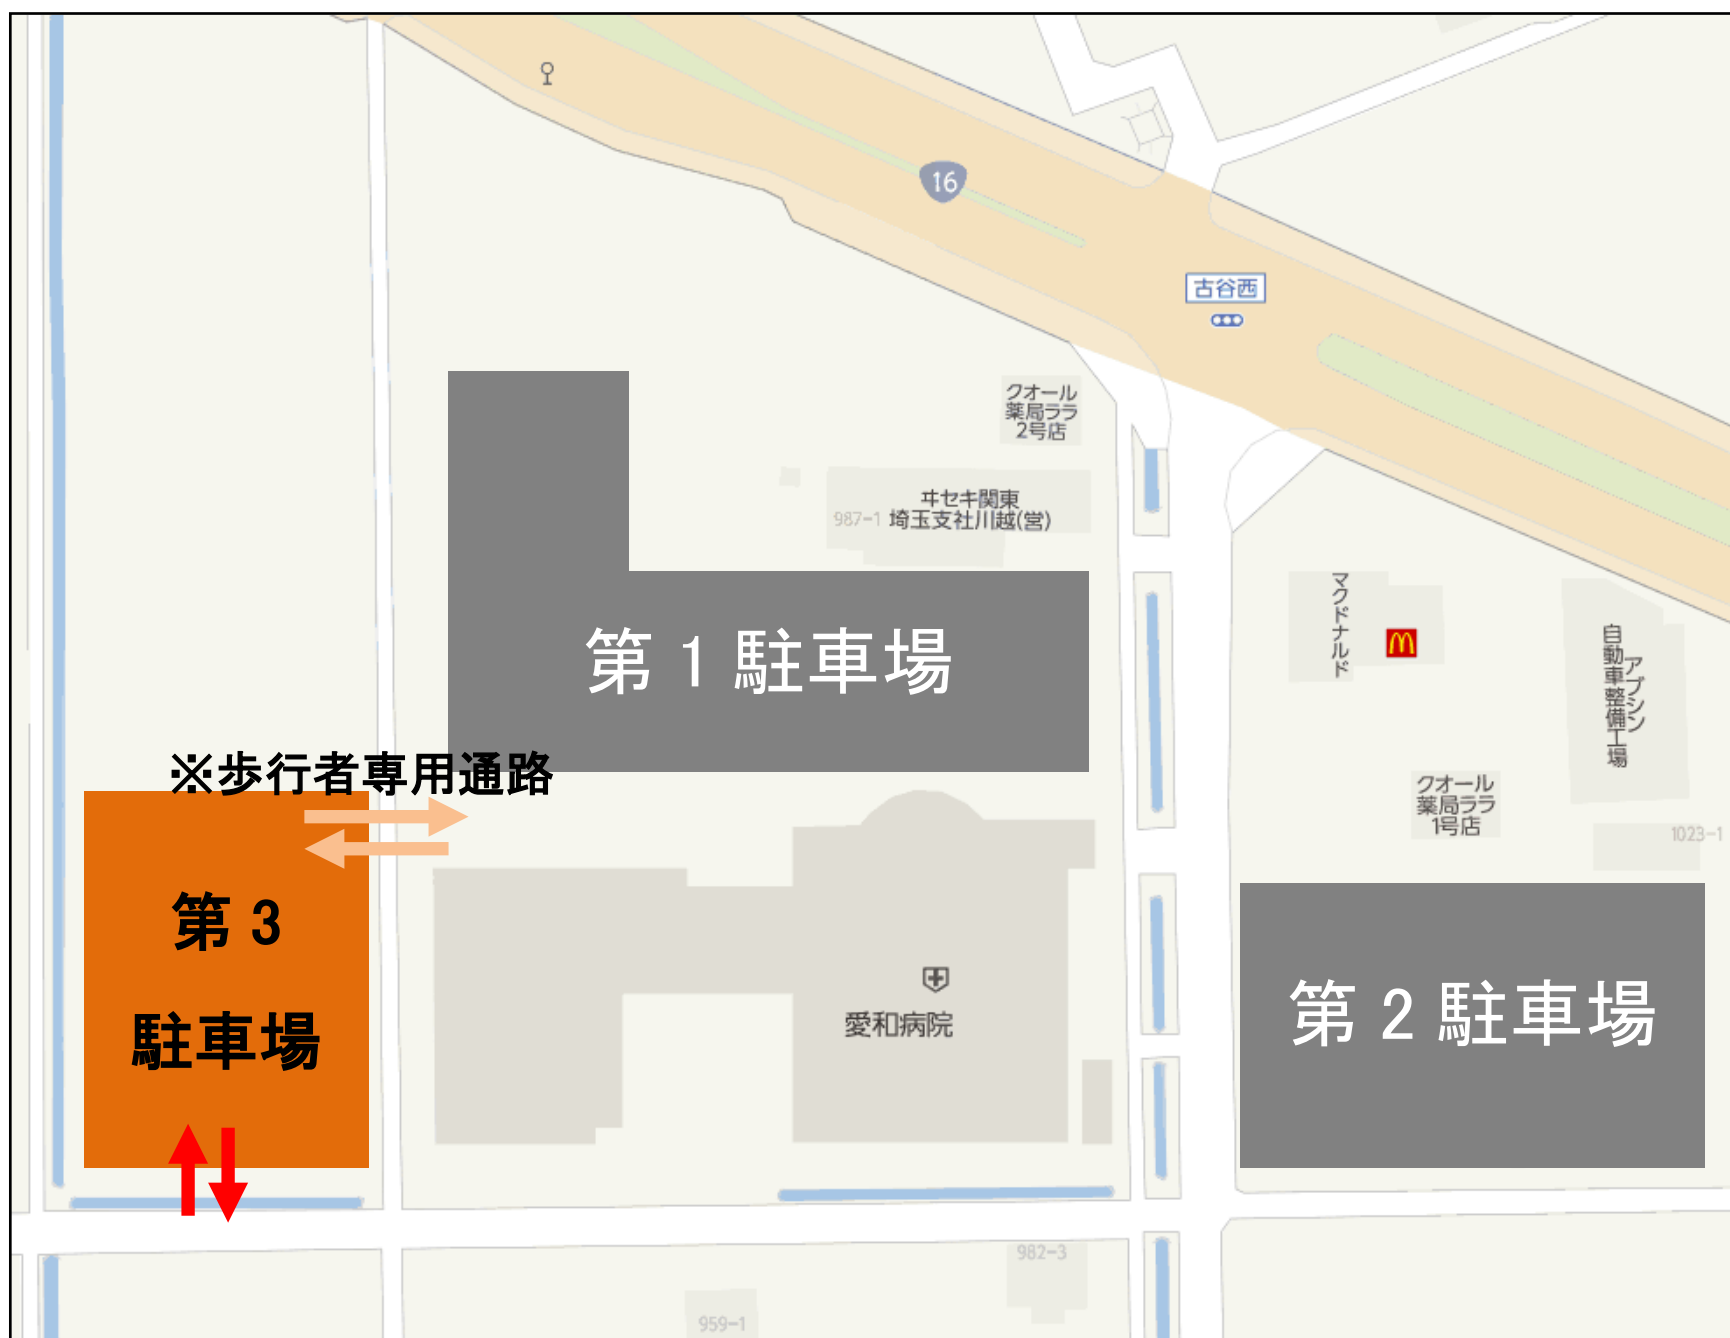 16
古谷西
クオール
薬局ララ
2号店
ヰセキ関東
987-1 埼玉支社川越(営)
マクドナルド
アブシン
自動車整備工場
第1駐車場
※歩行者専用通路
クオール
薬局ララ
1号店
1023-1
第3
駐車場
愛和病院
第2駐車場
982-3
959-1